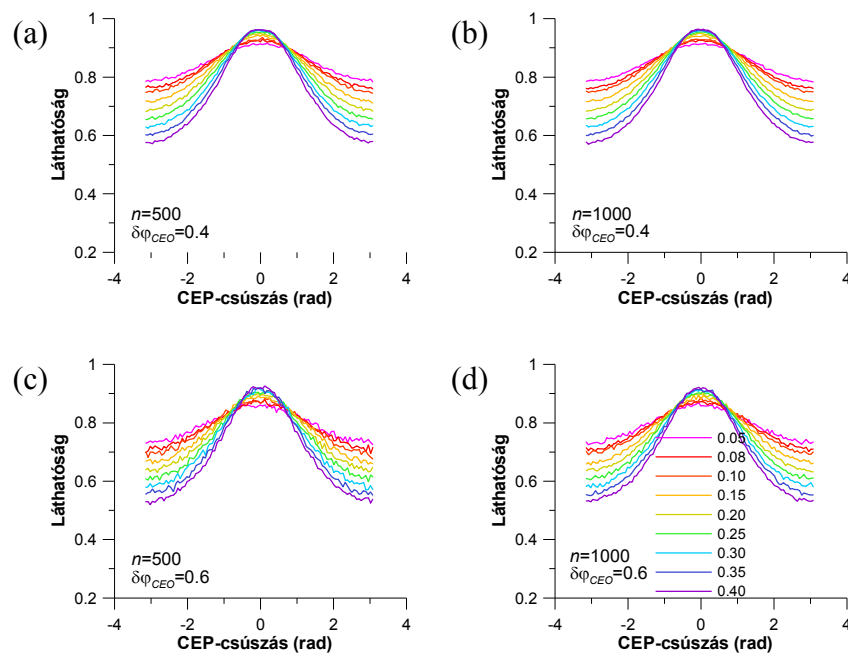 (a)
1
0.8
0.6
0.4
0.2
Láthatóság
n=500
δφCEO=0.4
-4
-2
0
2
4
CEP-csúszás (rad)
(b)
1
0.8
0.6
0.4
0.2
Láthatóság
n=1000
δφCEO=0.4
-4
-2
0
2
4
CEP-csúszás (rad)
(c)
1
0.8
0.6
0.4
0.2
Láthatóság
n=500
δφCEO=0.6
-4
-2
0
2
4
CEP-csúszás (rad)
(d)
1
0.8
0.6
0.4
0.2
Láthatóság
0.05
0.08
0.10
0.15
0.20
0.25
0.30
0.35
0.40
n=1000
δφCEO=0.6
-4
-2
0
2
4
CEP-csúszás (rad)